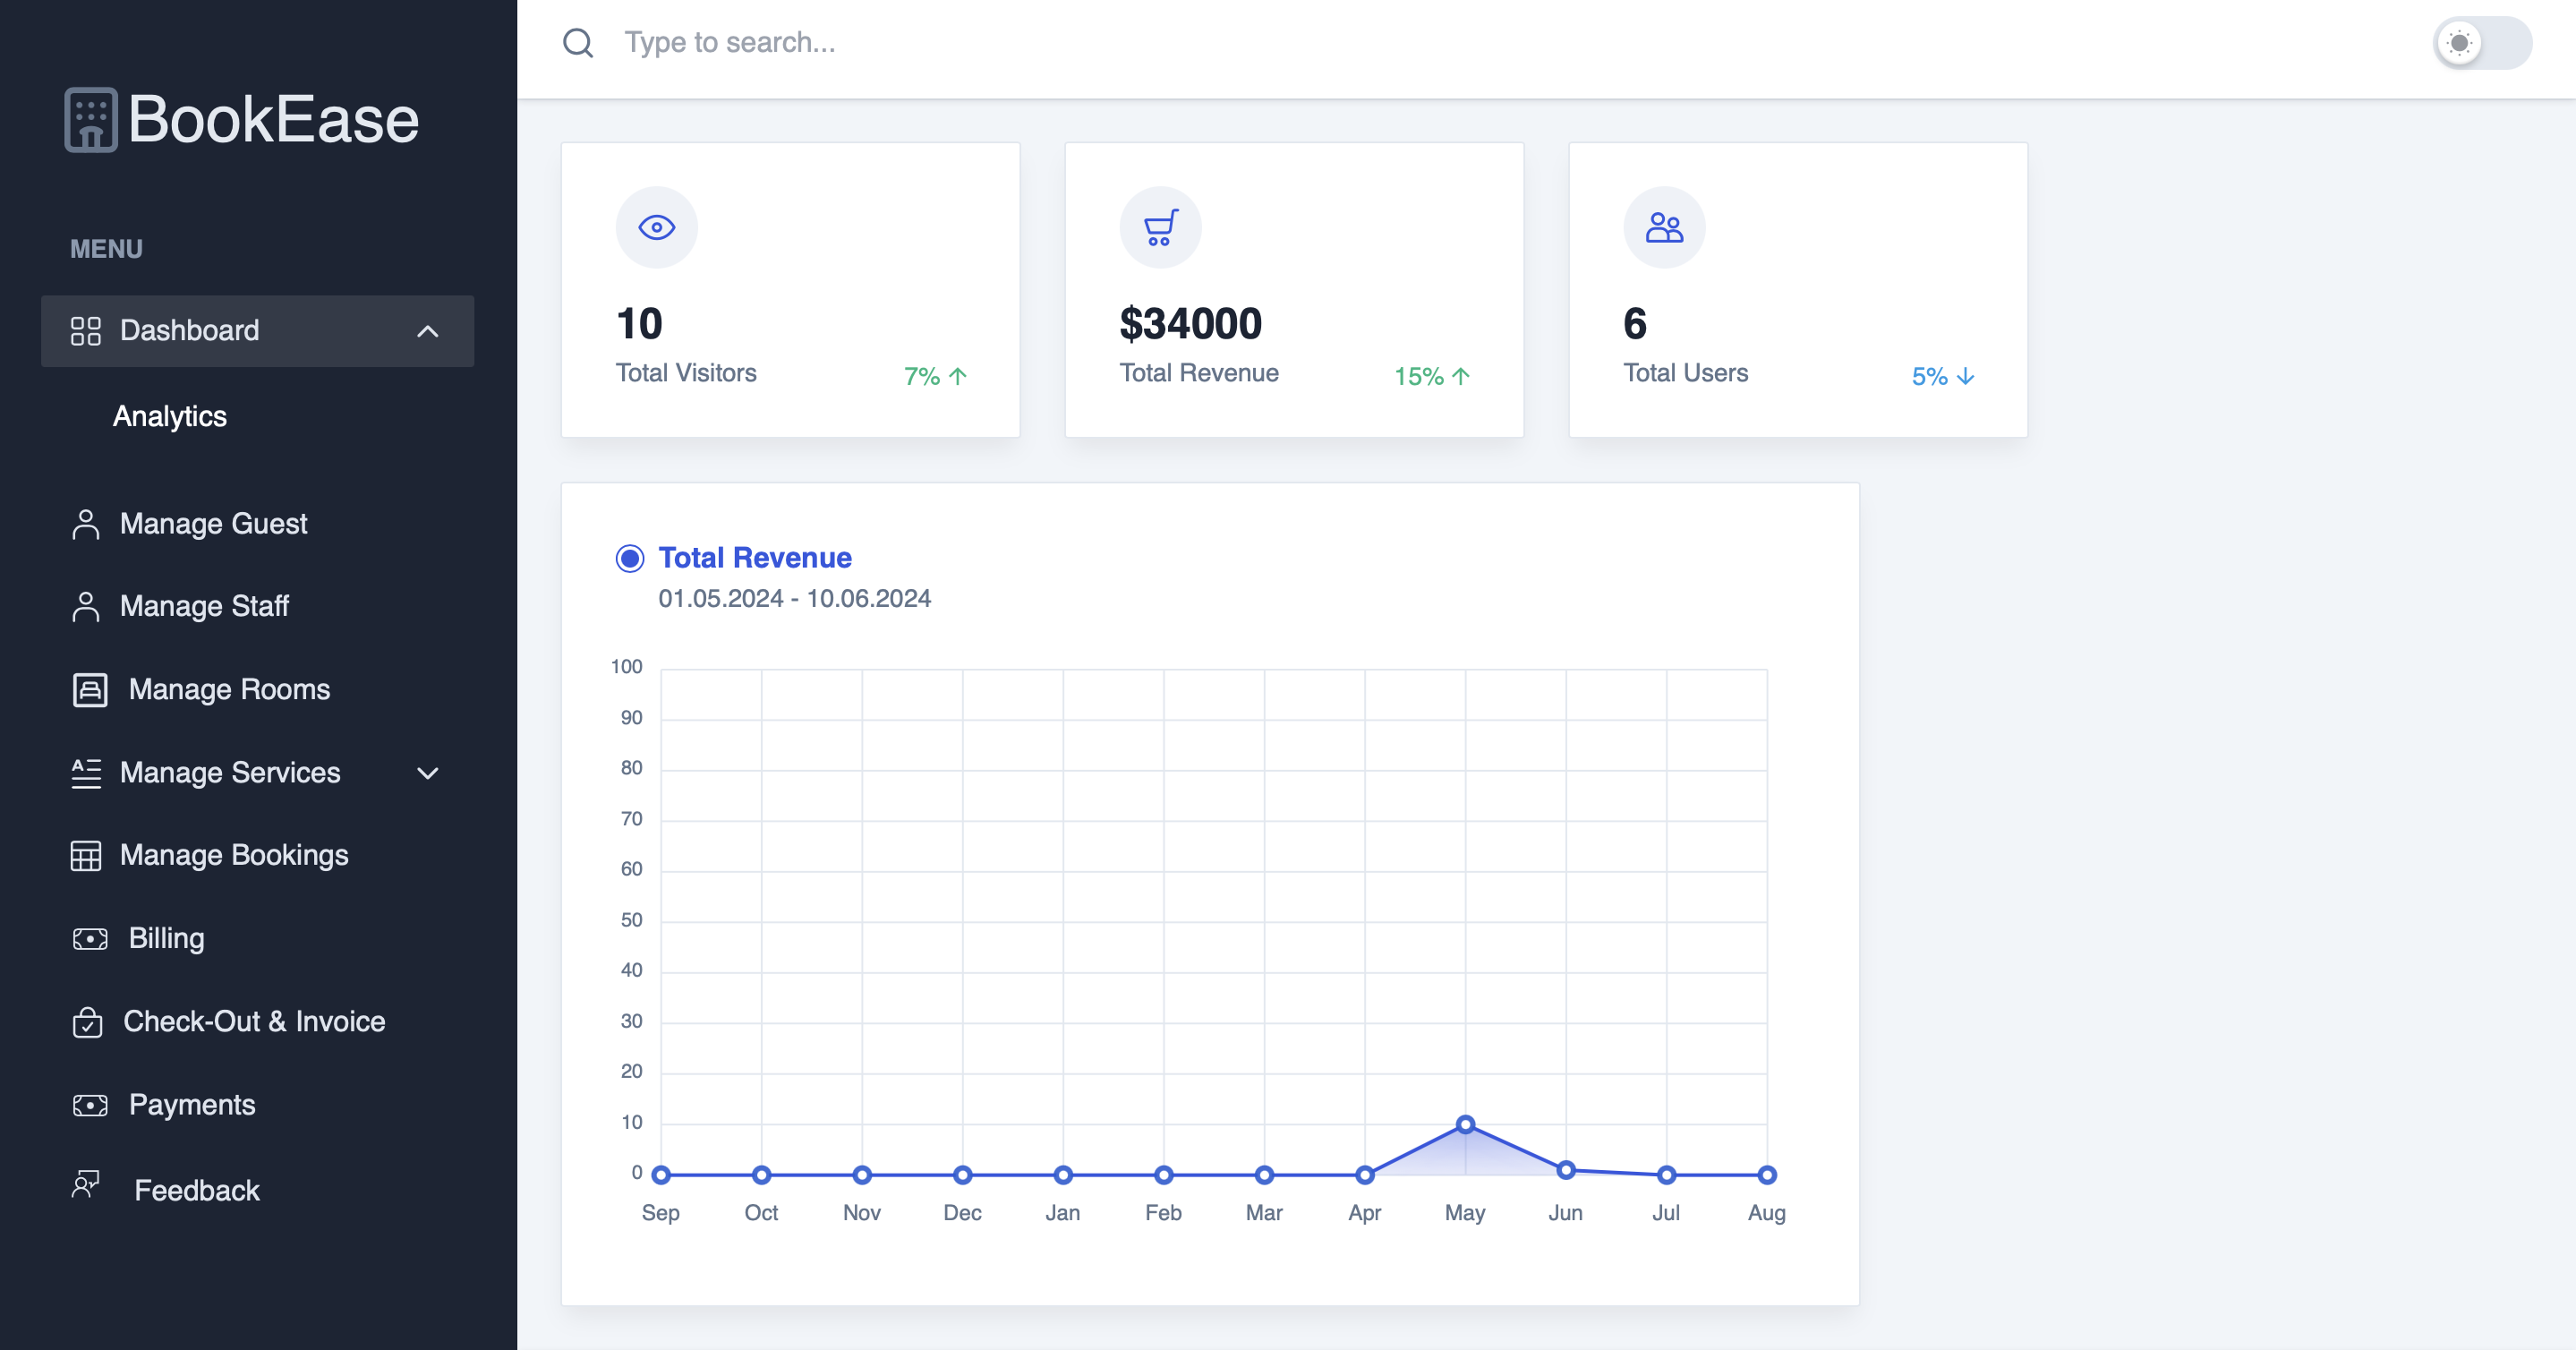 BookEase
MENU
Dashboard
Analytics
Manage Guest
Manage Staff
Manage Rooms
Manage Services
Manage Bookings
Billing
Check-Out & Invoice
Payments
Feedback
Type to search...
10
Total Visitors
7%
$34000
Total Revenue
15%
6
Total Users
5%
Total Revenue
01.05.2024 - 10.06.2024
100
90
80
70
60
50
40
30
20
10
0
Sep Oct Nov Dec Jan Feb Mar Apr May Jun Jul Aug